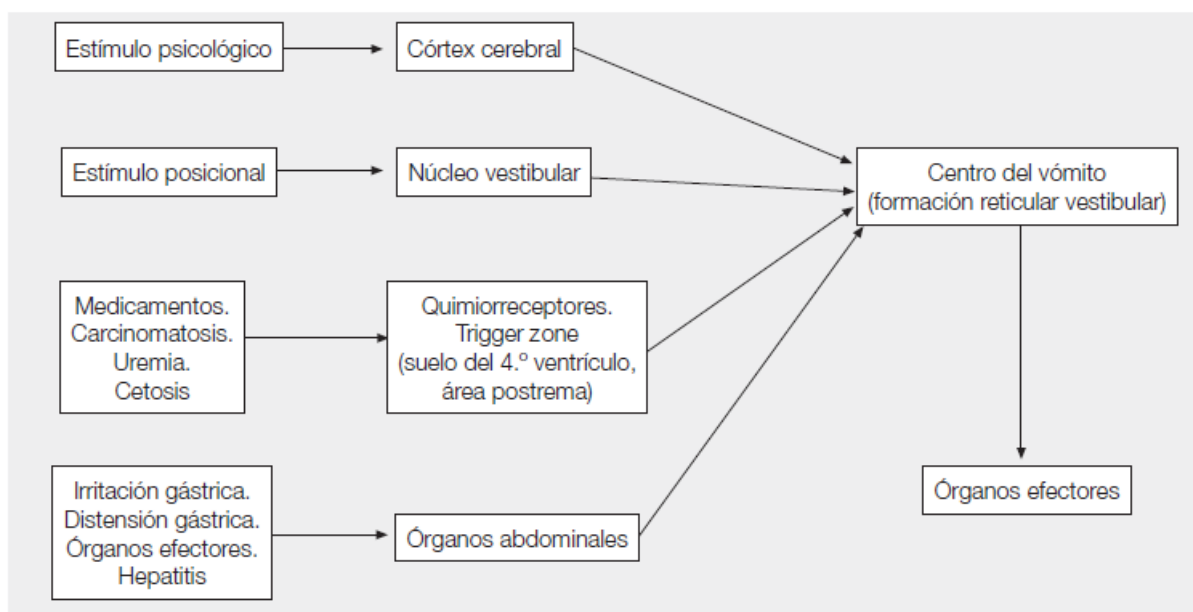 Estímulo psicológico
Córtex cerebral
Estímulo posicional
Núcleo vestibular
Centro del vómito
(formación reticular vestibular)
Medicamentos.
Carcinomatosis.
Uremia.
Cetosis
Quimiorreceptores.
Trigger zone
(suelo del 4.º ventrículo,
área postrema)
Irritación gástrica.
Distensión gástrica.
Órganos efectores.
Hepatitis
Órganos abdominales
Órganos efectores